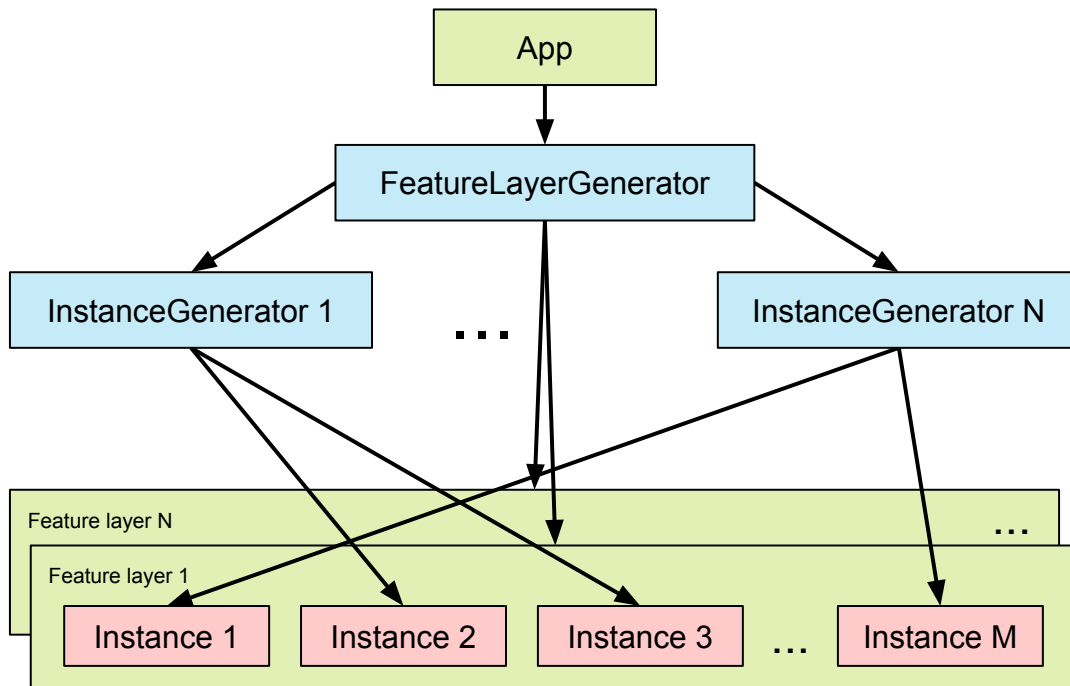 App
FeatureLayerGenerator
InstanceGenerator 1
...
InstanceGenerator N
Feature layer N
...
Feature layer 1
Instance 1
Instance 2
Instance 3
...
Instance M